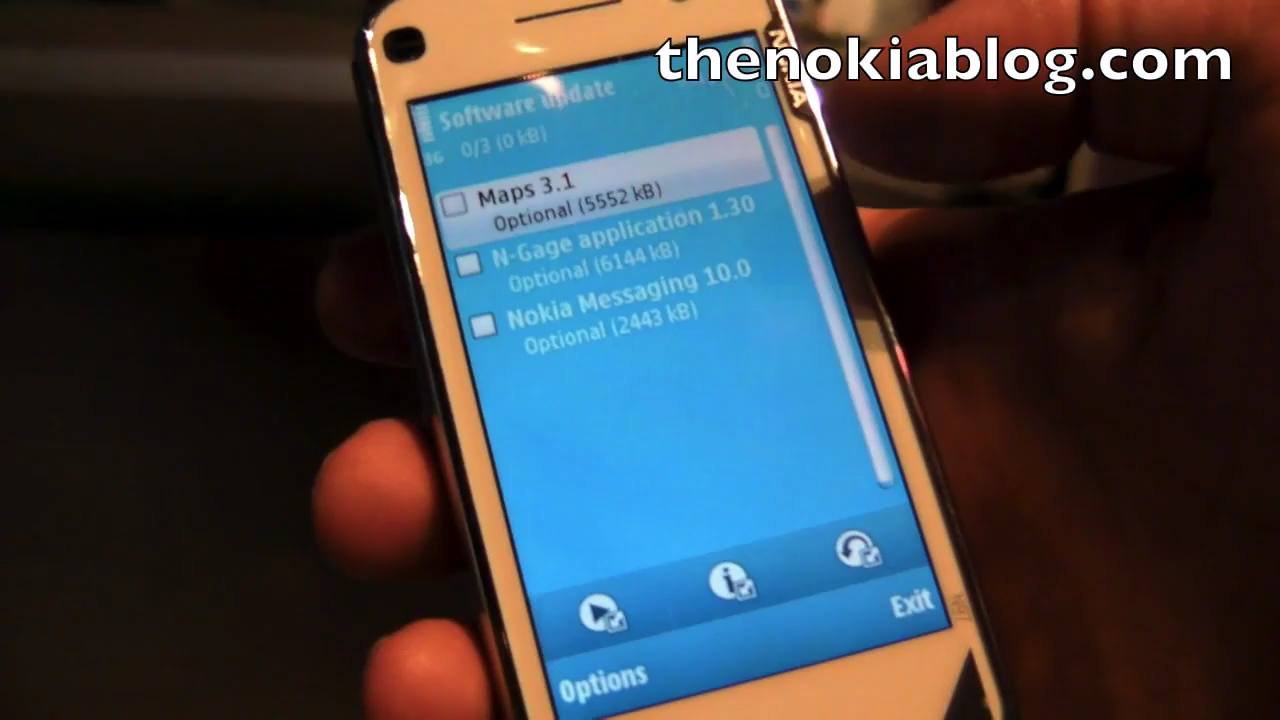 thenokiablog.com
NOKIA
Software update
3G 0/3 (0 kB)
Maps 3.1
Optional (5552 kB)
N-Gage application 1.30
Optional (6144 kB)
Nokia Messaging 10.0
Optional (2443 kB)
Exit
Options